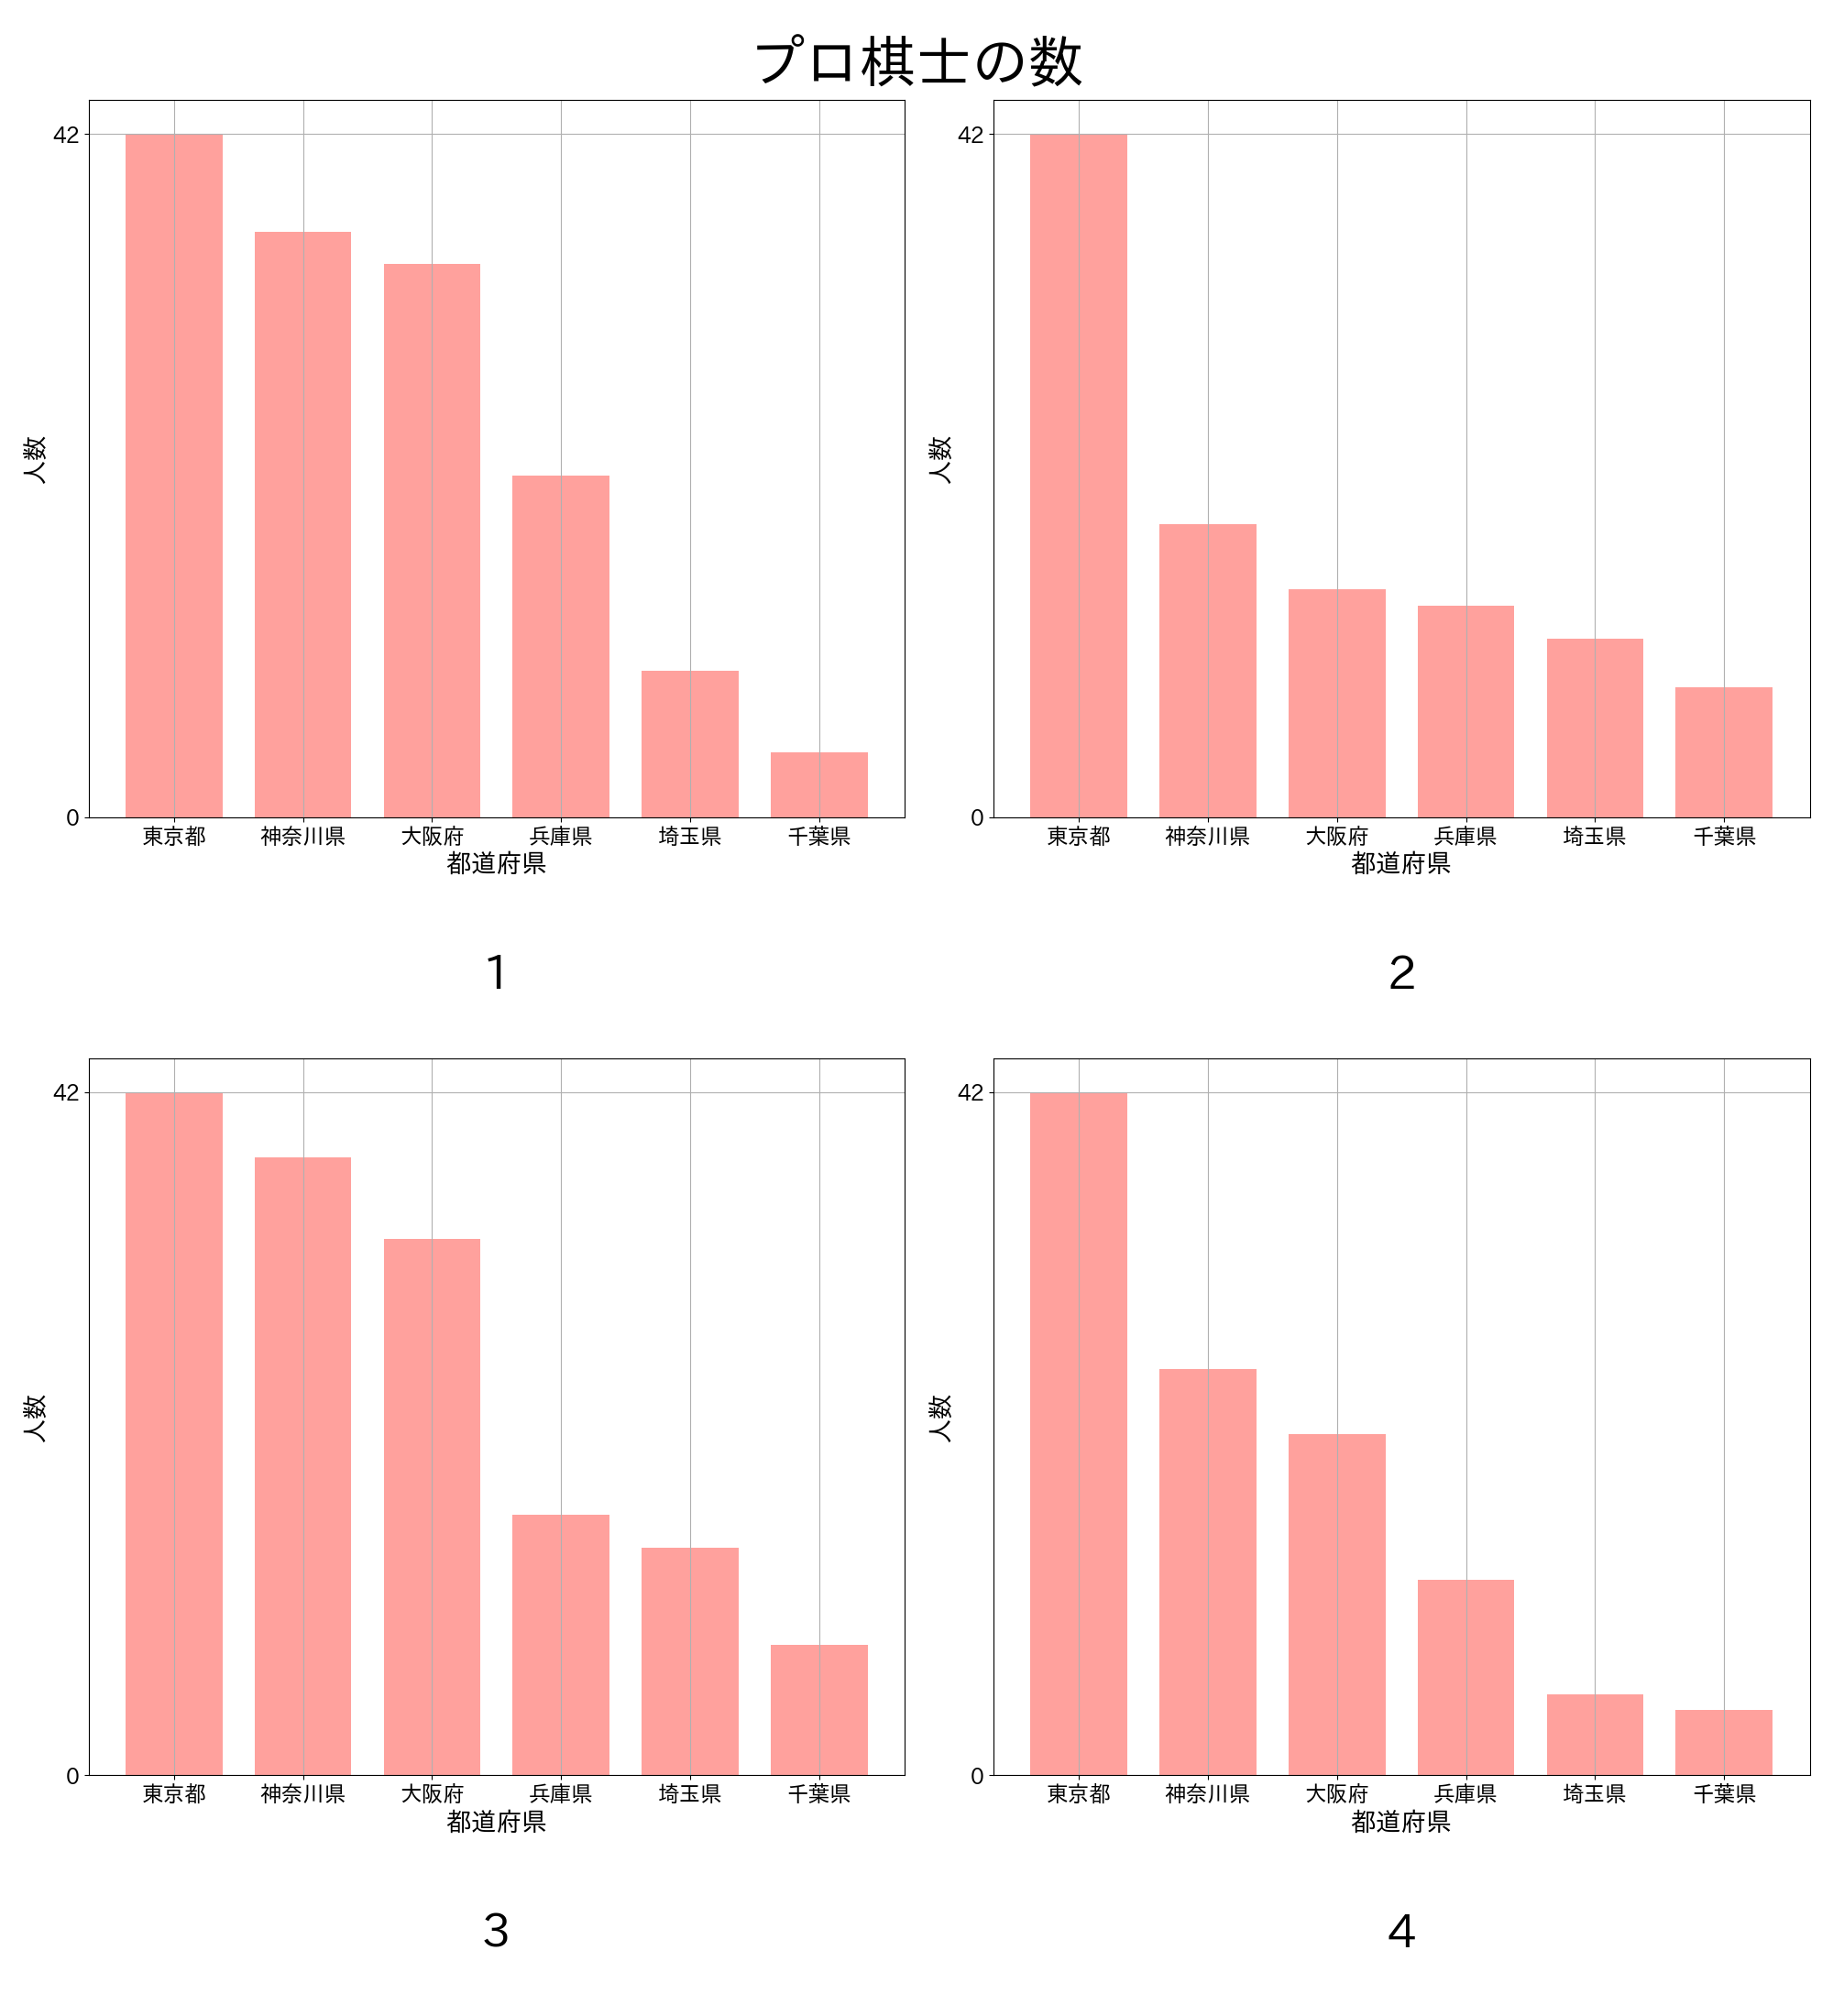 プロ棋士の数
42
0
人数
東京都 神奈川県 大阪府 兵庫県 埼玉県 千葉県
都道府県
1
42
0
人数
東京都 神奈川県 大阪府 兵庫県 埼玉県 千葉県
都道府県
2
42
0
人数
東京都 神奈川県 大阪府 兵庫県 埼玉県 千葉県
都道府県
3
42
0
人数
東京都 神奈川県 大阪府 兵庫県 埼玉県 千葉県
都道府県
4